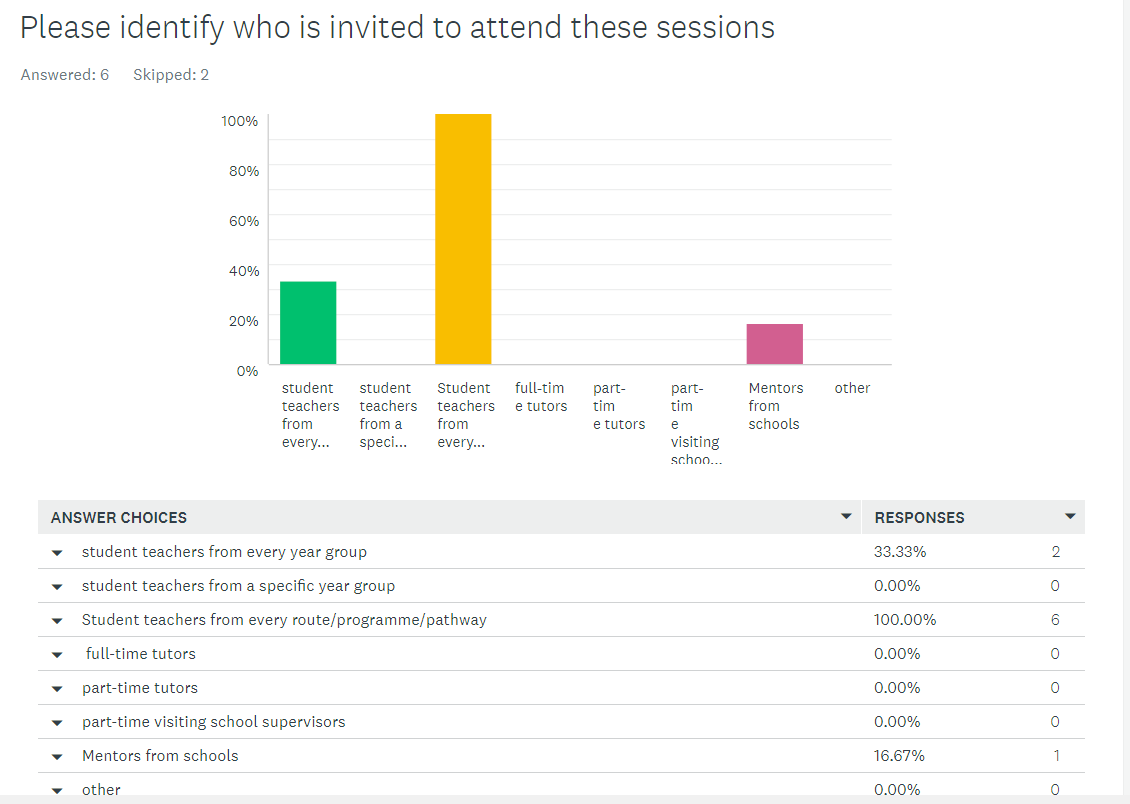 Please identify who is invited to attend these sessions
Answered: 6 Skipped: 2
100%
80%
60%
40%
20%
0%
student
teachers
from
every...
student
teachers
from a
speci...
Student
teachers
from
every...
full-tim
e tutors
part-
tim
e tutors
part-
tim
e
visiting
schoo...
Mentors
from
schools
other
ANSWER CHOICES RESPONSES
student teachers from every year group 33.33% 2
student teachers from a specific year group 0.00% 0
Student teachers from every route/programme/pathway 100.00% 6
full-time tutors 0.00% 0
part-time tutors 0.00% 0
part-time visiting school supervisors 0.00% 0
Mentors from schools 16.67% 1
other 0.00% 0